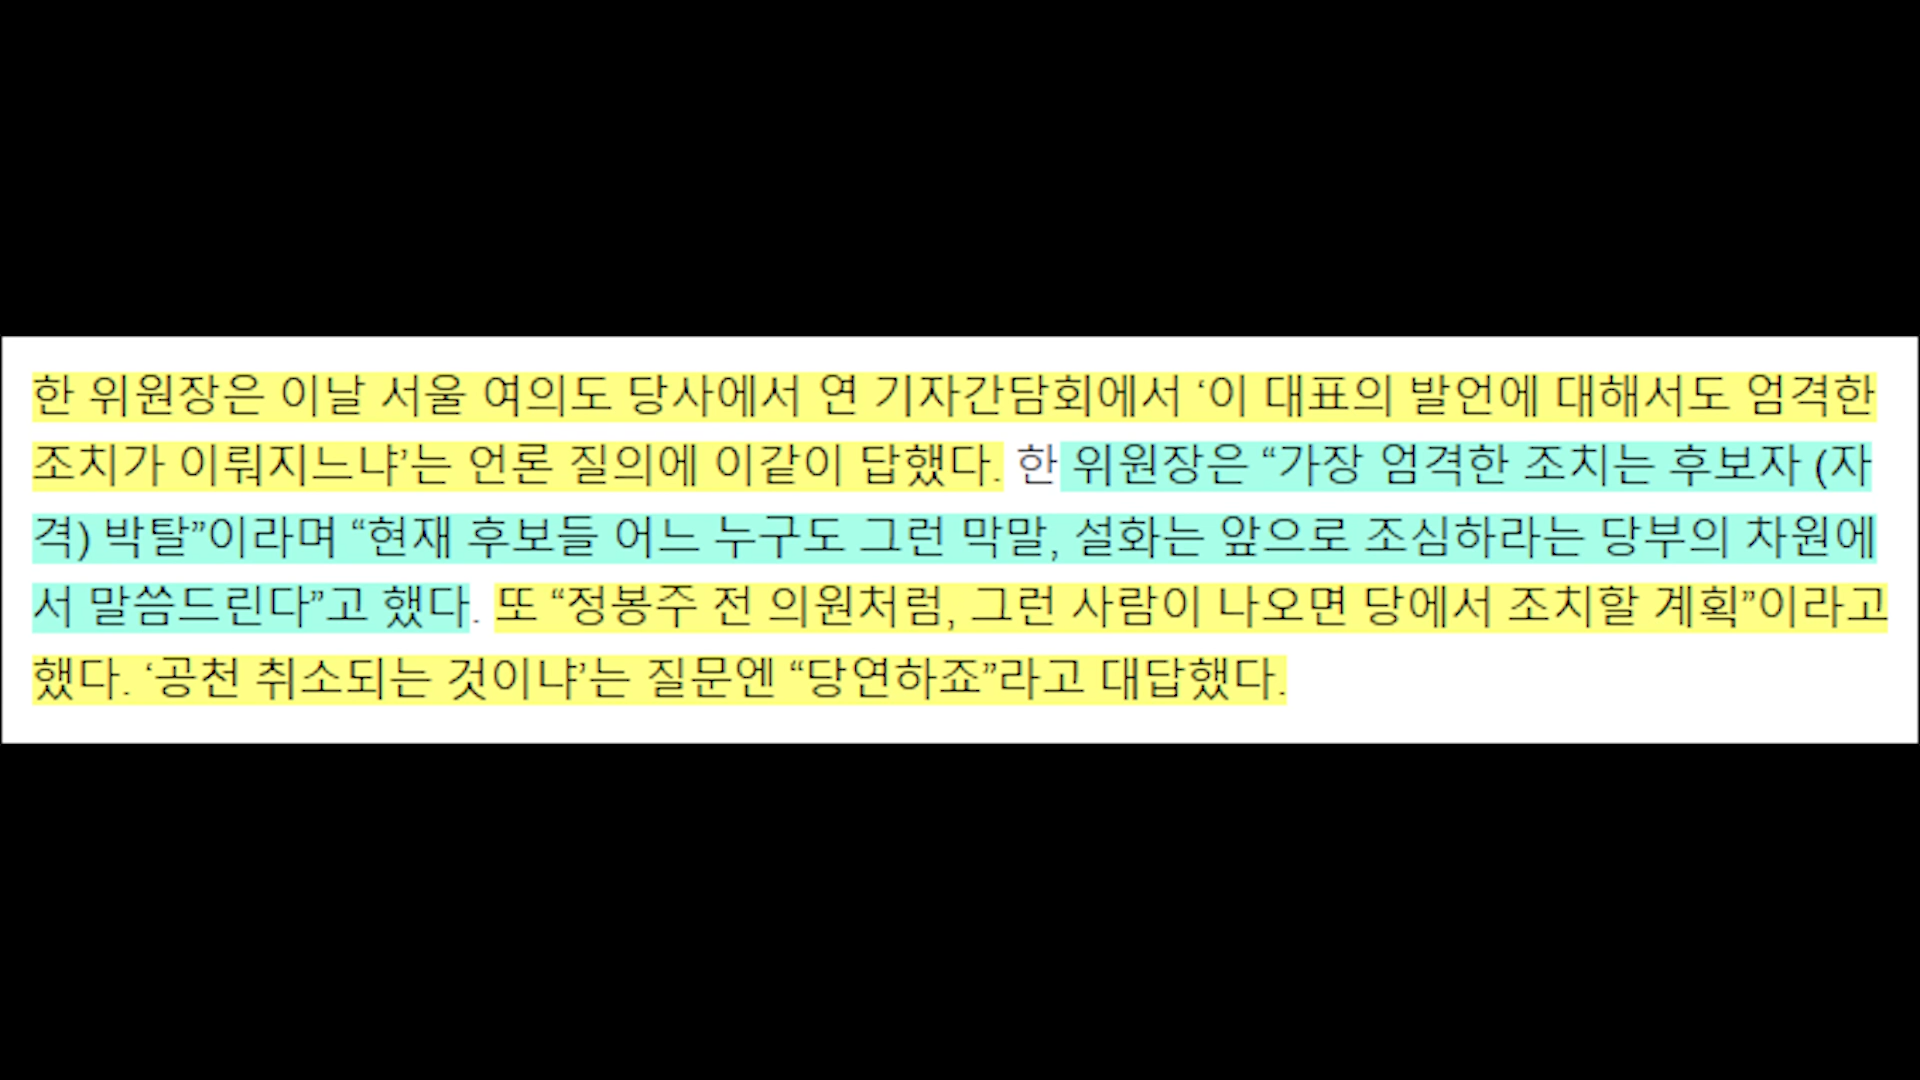 한 위원장은 이날 서울 여의도 당사에서 연 기자간담회에서 ‘이 대표의 발언에 대해서도 엄격한
조치가 이뤄지느냐’는 언론 질의에 이같이 답했다. 한 위원장은 “가장 엄격한 조치는 후보자 (자
격) 박탈”이라며 “현재 후보들 어느 누구도 그런 막말, 설화는 앞으로 조심하라는 당부의 차원에
서 말씀드린다”고 했다. 또 “정봉주 전 의원처럼, 그런 사람이 나오면 당에서 조치할 계획”이라고
했다. ‘공천 취소되는 것이냐’는 질문엔 “당연하죠”라고 대답했다.